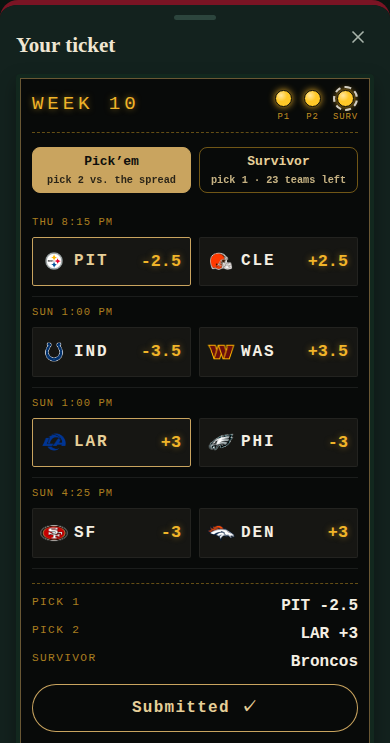 Your ticket
WEEK 10
P1 P2 SURV
Pick’em Survivor
pick 2 vs. the spread pick 1 · 23 teams left
THU 8:15 PM
PIT -2.5 CLE +2.5
SUN 1:00 PM
IND -3.5 WAS +3.5
SUN 1:00 PM
LAR +3 PHI -3
SUN 4:25 PM
SF -3 DEN +3
PICK 1 PIT -2.5
PICK 2 LAR +3
SURVIVOR Broncos
Submitted ✓